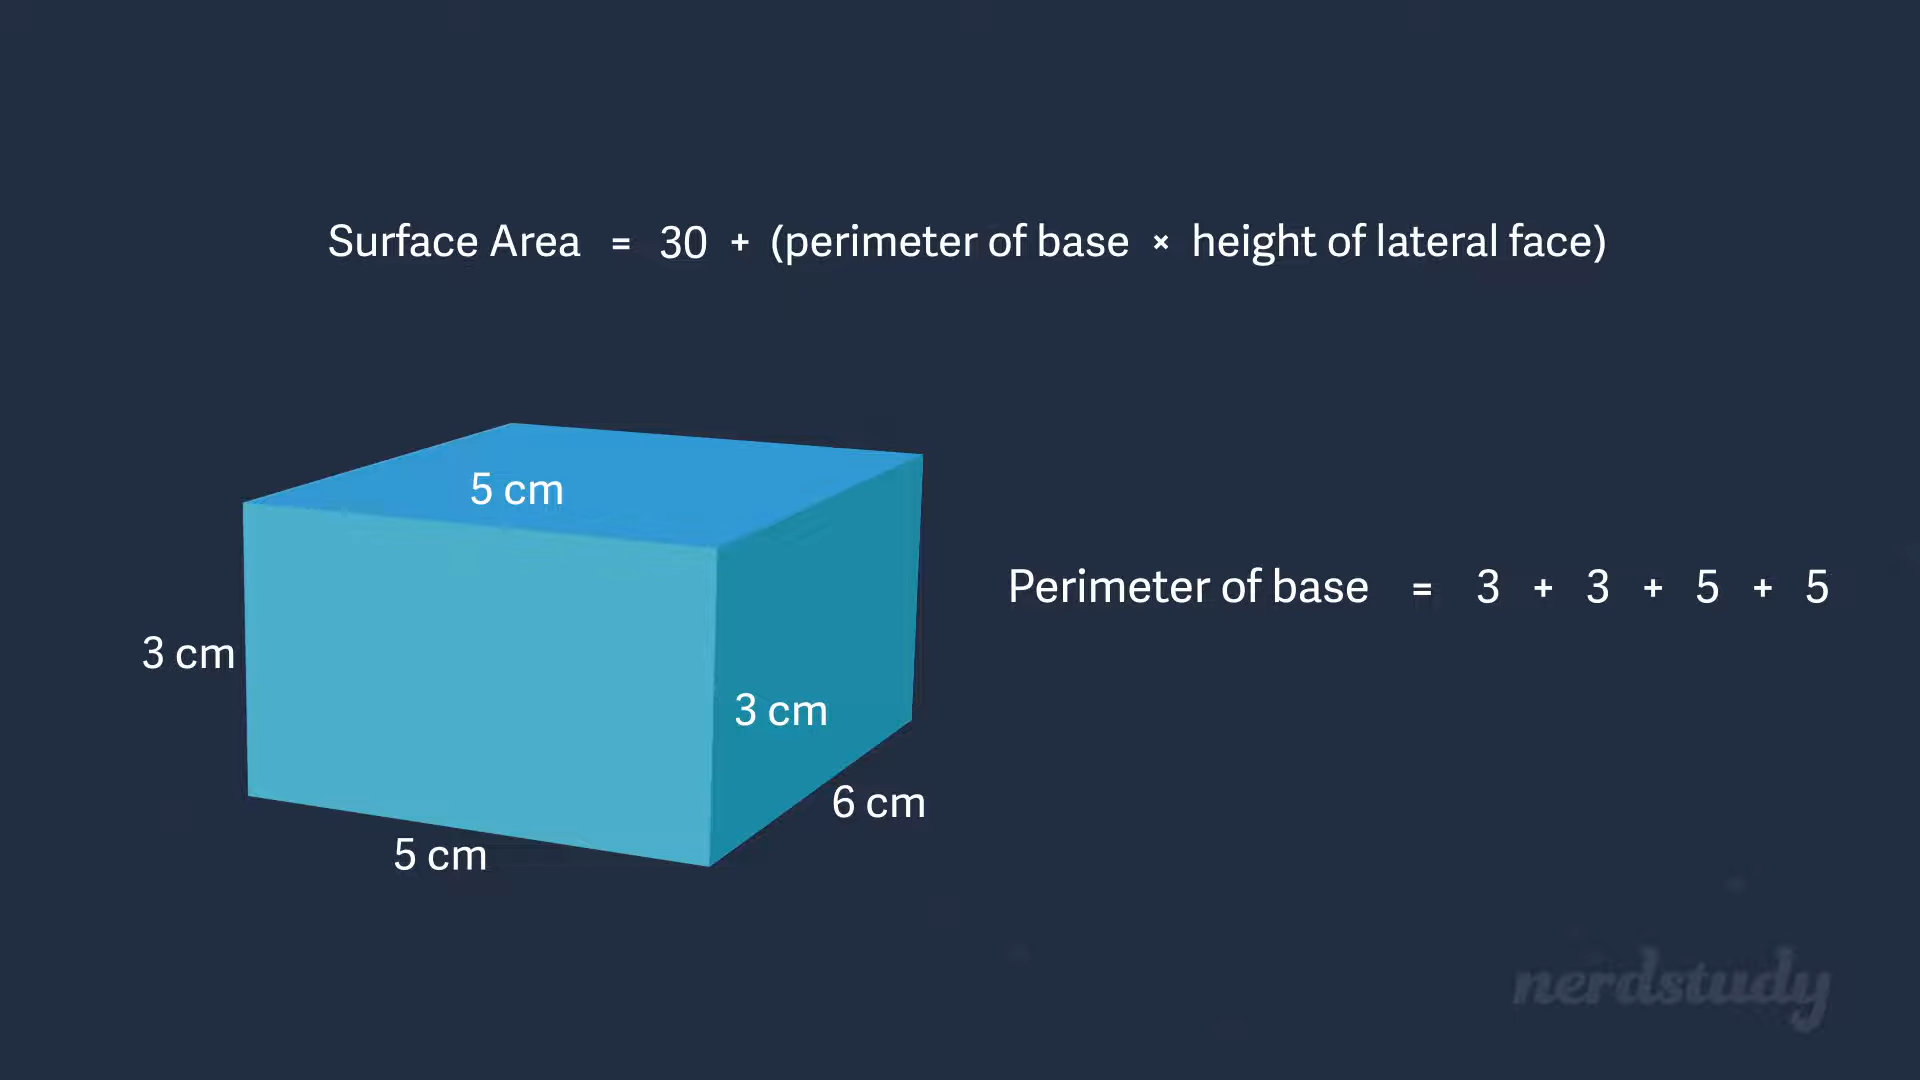 Surface Area = 30 + (perimeter of base × height of lateral face)
5 cm
Perimeter of base = 3 + 3 + 5 + 5
3 cm
3 cm
6 cm
5 cm
nerdstudy